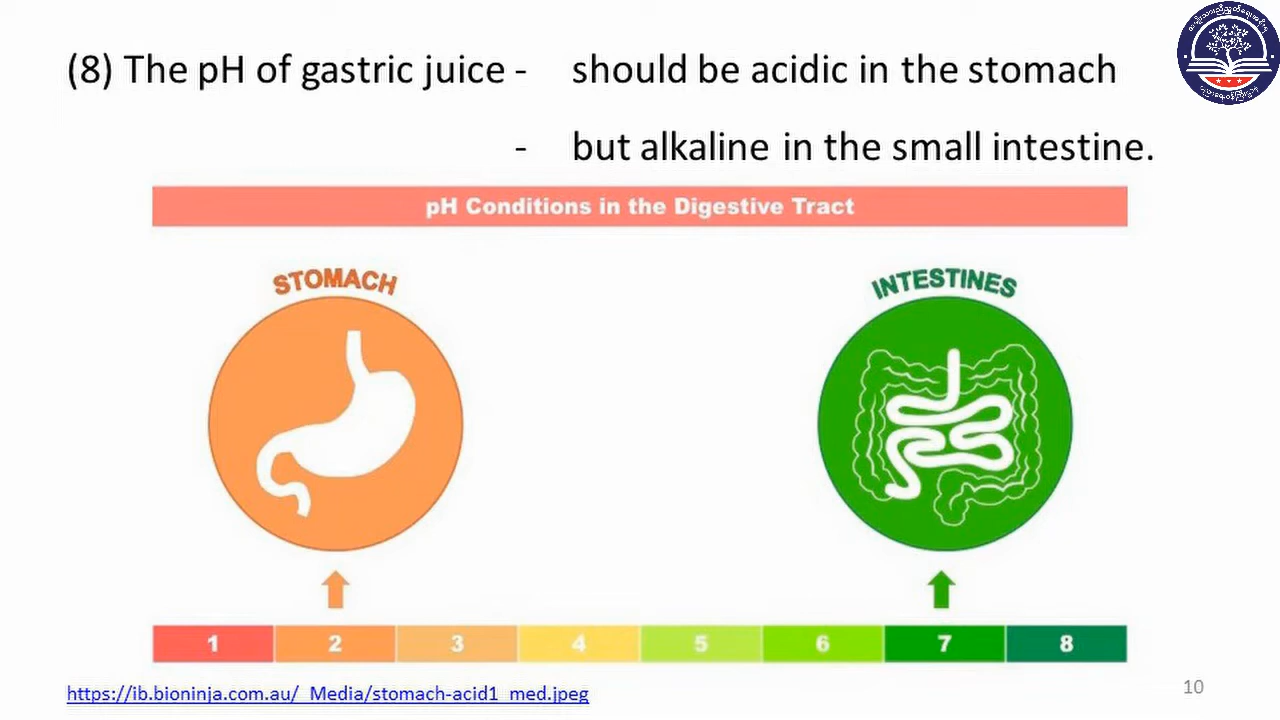 (8) The pH of gastric juice - should be acidic in the stomach
- but alkaline in the small intestine.
pH Conditions in the Digestive Tract
STOMACH
INTESTINES
1 2 3 4 5 6 7 8
https://ib.bioninja.com.au/_Media/stomach-acid1_med.jpeg
10